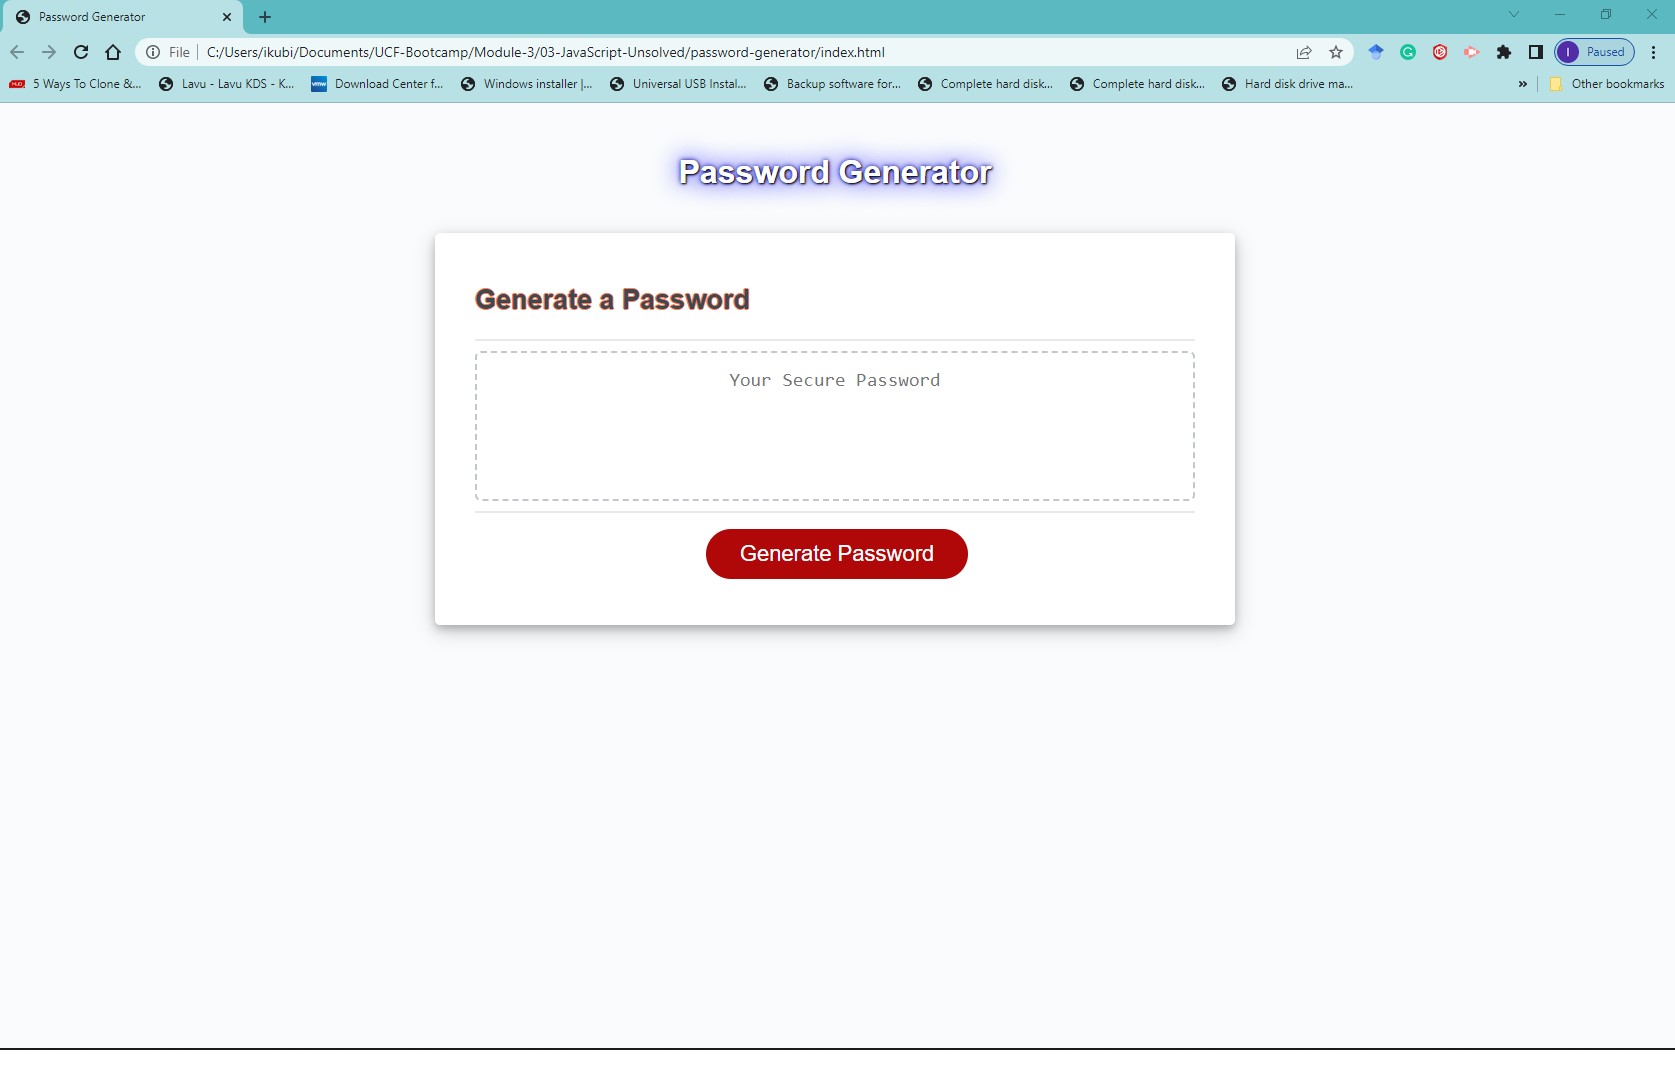 Password Generator
File C:/Users/ikubi/Documents/UCF-Bootcamp/Module-3/03-JavaScript-Unsolved/password-generator/index.html I Paused
5 Ways To Clone &... Lavu - Lavu KDS - K... vmw Download Center f... Windows installer |... Universal USB Instal... Backup software for... Complete hard disk... Complete hard disk... Hard disk drive ma... » Other bookmarks
Password Generator
Generate a Password
Your Secure Password
Generate Password